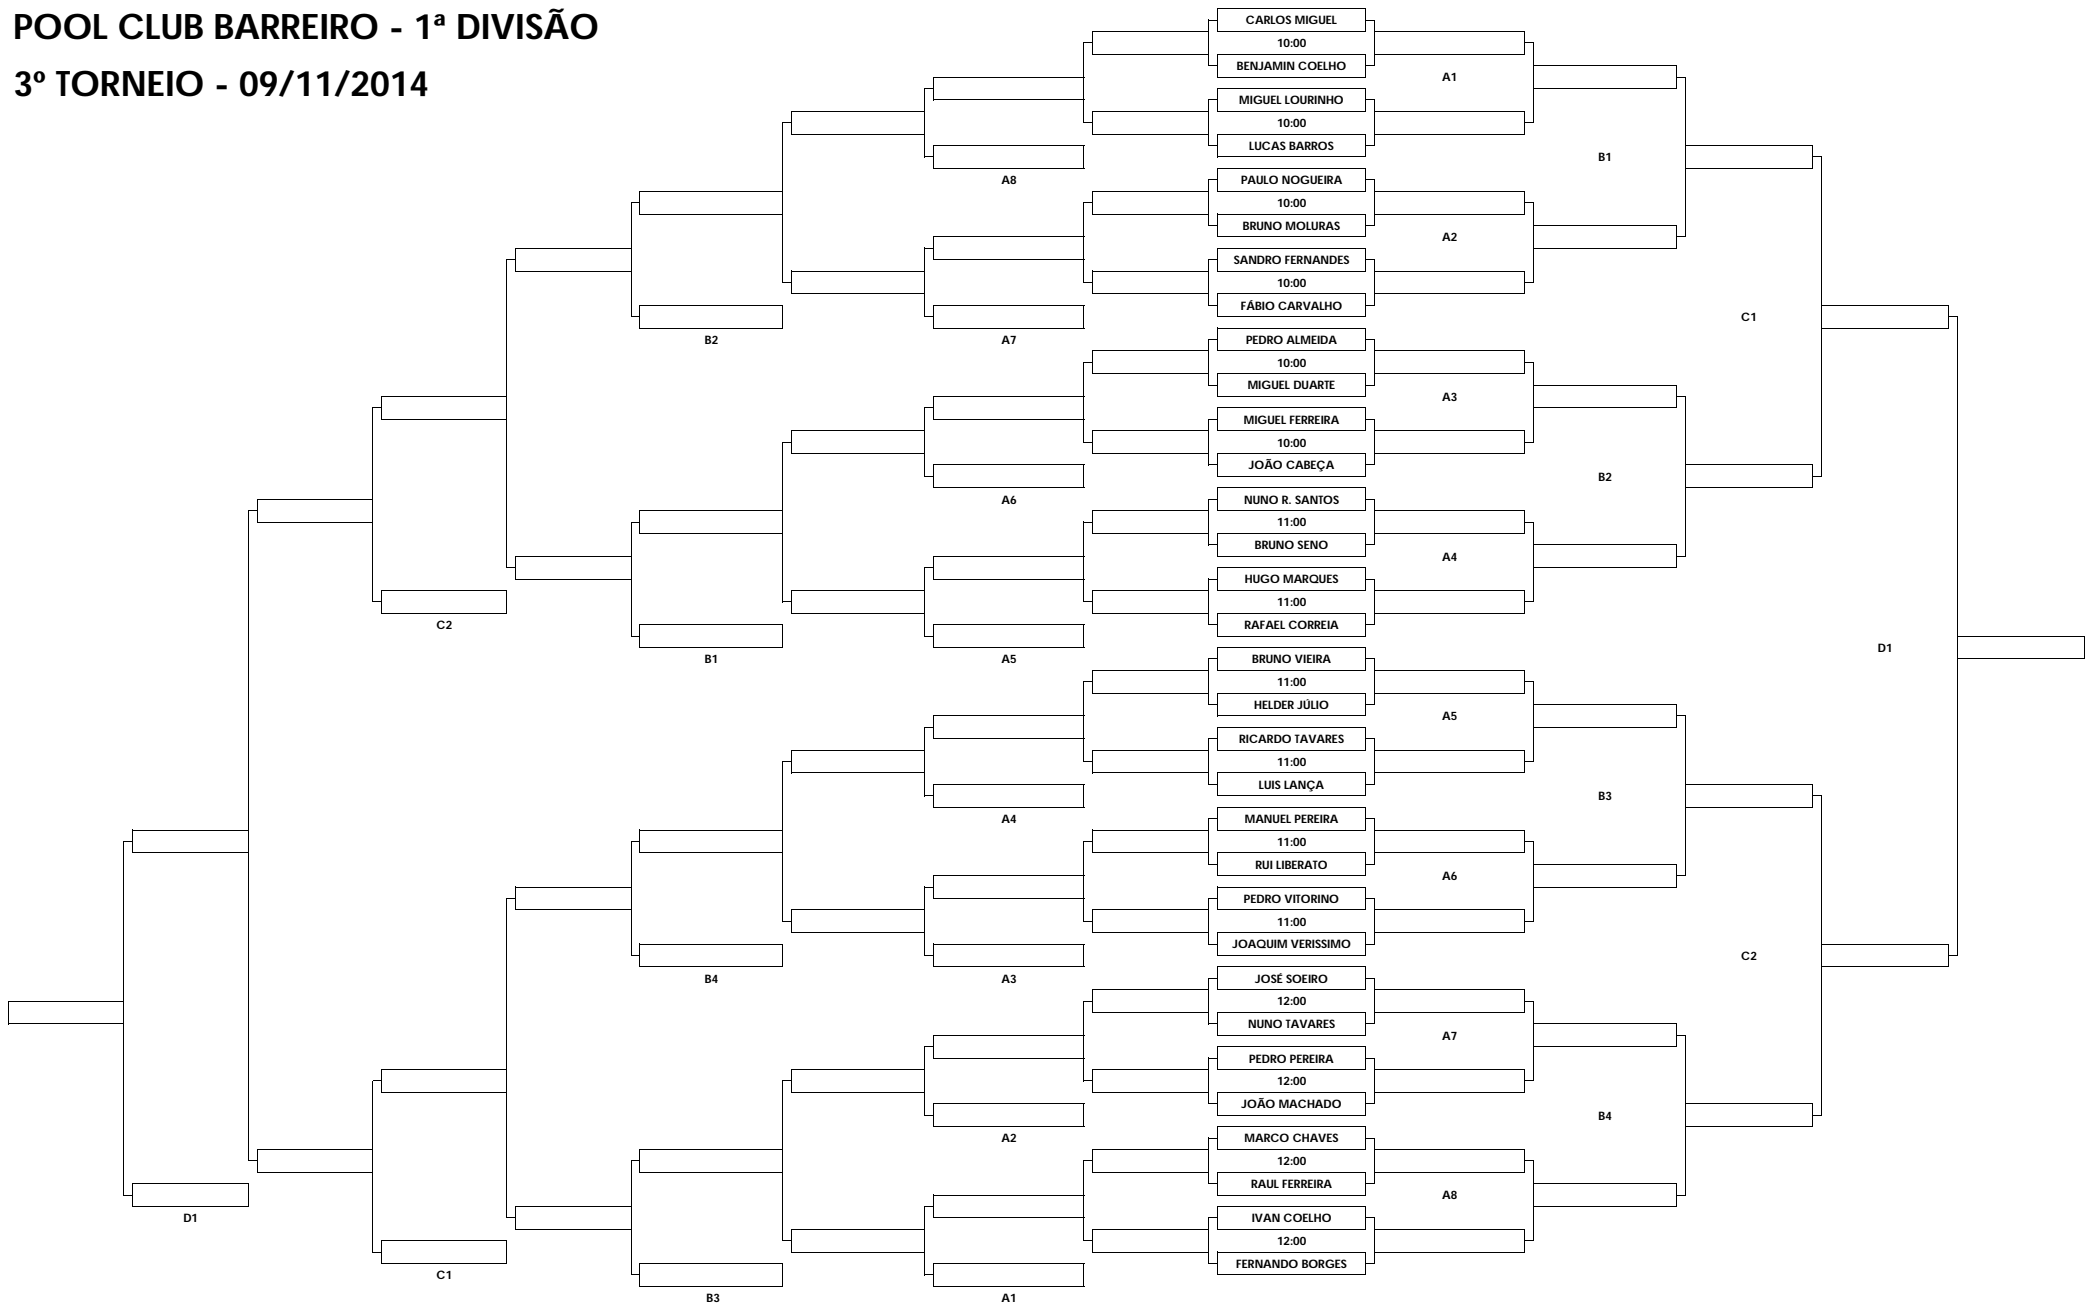 POOL CLUB BARREIRO - 1ª DIVISÃO
3º TORNEIO - 09/11/2014
CARLOS MIGUEL
10:00
BENJAMIN COELHO
A1
MIGUEL LOURINHO
10:00
LUCAS BARROS
B1
A8
PAULO NOGUEIRA
10:00
BRUNO MOLURAS
A2
SANDRO FERNANDES
10:00
FÁBIO CARVALHO
C1
B2
A7
PEDRO ALMEIDA
10:00
MIGUEL DUARTE
A3
MIGUEL FERREIRA
10:00
JOÃO CABEÇA
B2
A6
NUNO R. SANTOS
11:00
BRUNO SENO
A4
HUGO MARQUES
11:00
RAFAEL CORREIA
C2
D1
B1
A5
BRUNO VIEIRA
11:00
HELDER JÚLIO
A5
RICARDO TAVARES
11:00
LUIS LANÇA
B3
A4
MANUEL PEREIRA
11:00
RUI LIBERATO
A6
PEDRO VITORINO
11:00
JOAQUIM VERISSIMO
C2
B4
A3
JOSÉ SOEIRO
12:00
NUNO TAVARES
A7
PEDRO PEREIRA
12:00
JOÃO MACHADO
B4
A2
MARCO CHAVES
12:00
RAUL FERREIRA
A8
D1
IVAN COELHO
12:00
FERNANDO BORGES
C1
B3
A1